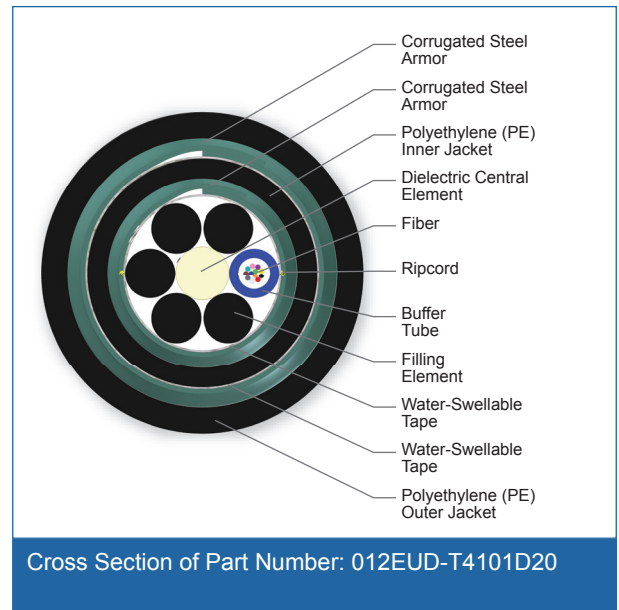 Corrugated Steel
Armor
Corrugated Steel
Armor
Polyethylene (PE)
Inner Jacket
Dielectric Central
Element
Fiber
Ripcord
Buffer
Tube
Filling
Element
Water-Swellable
Tape
Water-Swellable
Tape
Polyethylene (PE)
Outer Jacket
Cross Section of Part Number: 012EUD-T4101D20